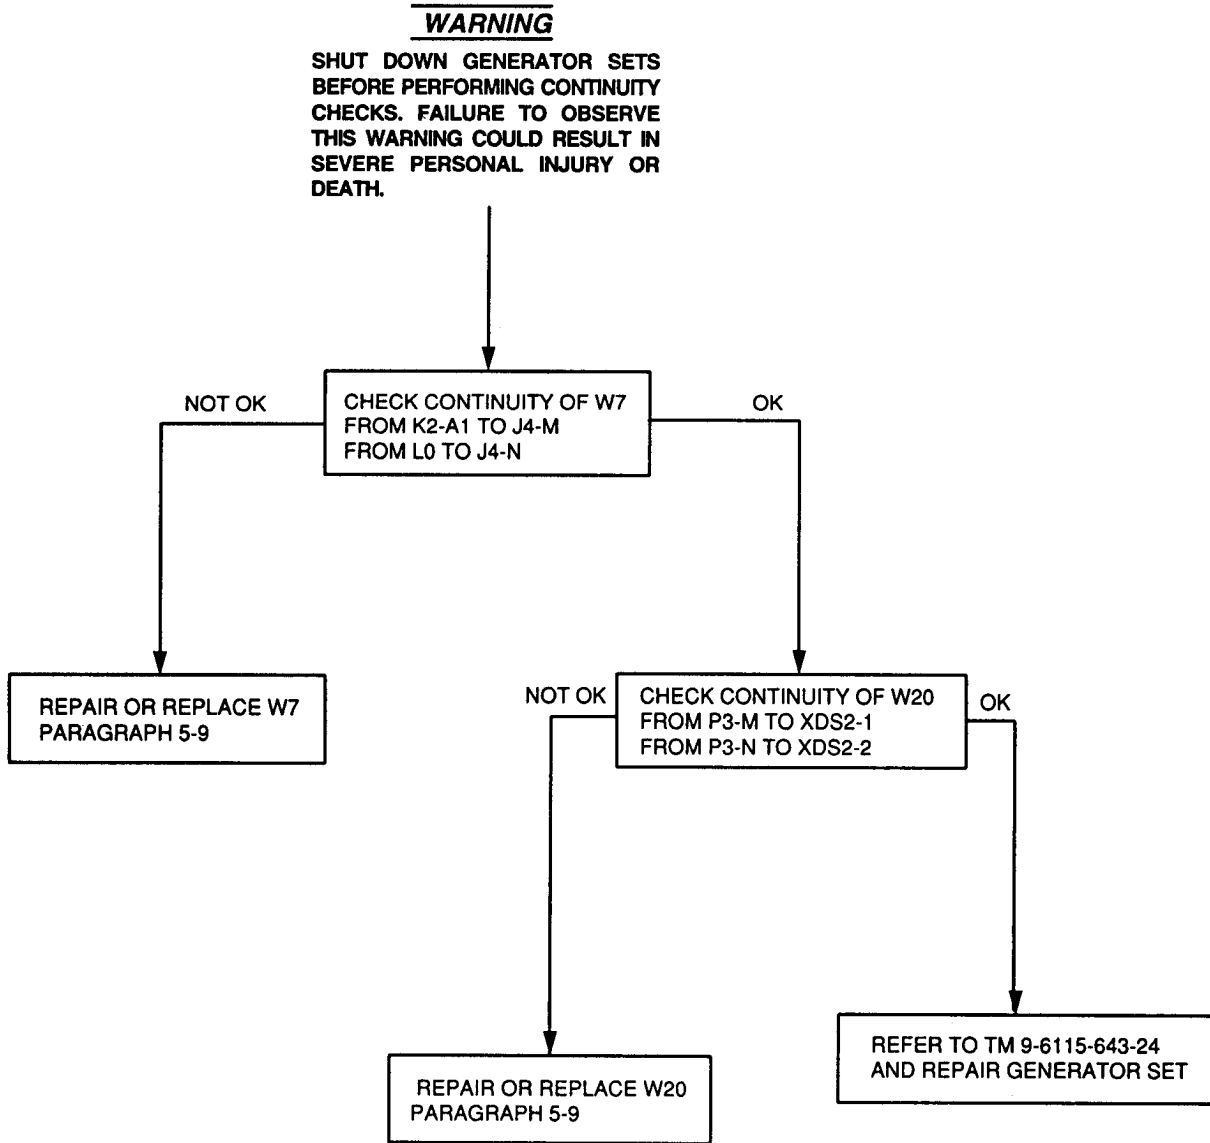 WARNING
SHUT DOWN GENERATOR SETS
BEFORE PERFORMING CONTINUITY
CHECKS. FAILURE TO OBSERVE
THIS WARNING COULD RESULT IN
SEVERE PERSONAL INJURY OR
DEATH.
NOT OK
CHECK CONTINUITY OF W7
FROM K2-A1 TO J4-M
FROM L0 TO J4-N
OK
REPAIR OR REPLACE W7
PARAGRAPH 5-9
NOT OK
CHECK CONTINUITY OF W20
FROM P3-M TO XDS2-1
FROM P3-N TO XDS2-2
OK
REPAIR OR REPLACE W20
PARAGRAPH 5-9
REFER TO TM 9-6115-643-24
AND REPAIR GENERATOR SET